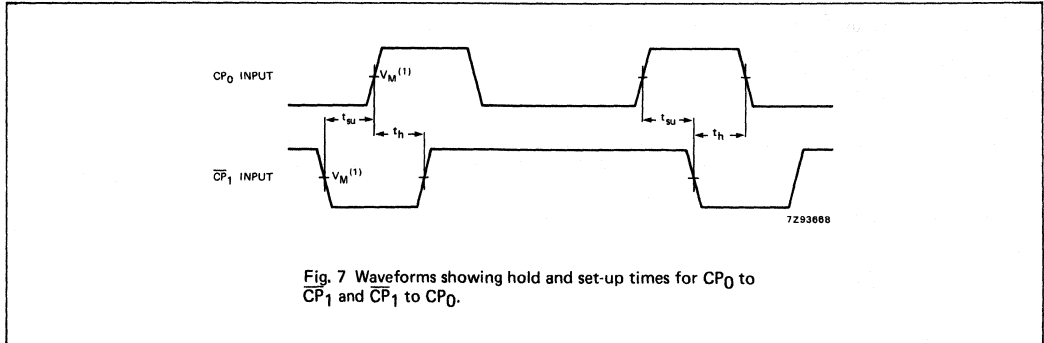 CP0 INPUT
VM(1)
tsu
th
tsu
th
CP1 INPUT
VM(1)
7Z93668
Fig. 7 Waveforms showing hold and set-up times for CP0 to
CP1 and CP1 to CP0.